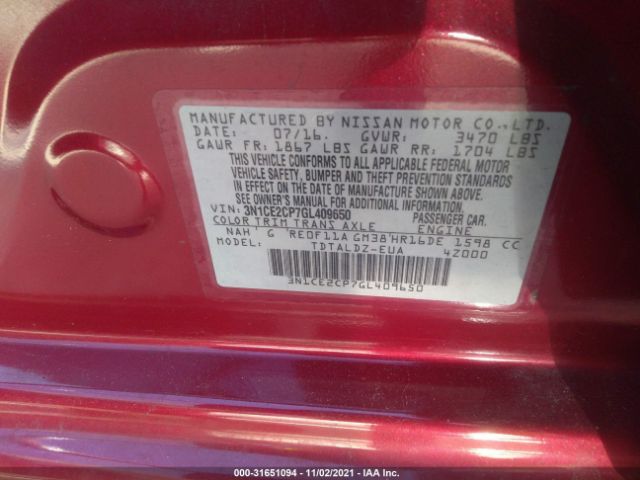 MANUFACTURED BY NISSAN MOTOR CO., LTD.
DATE: 07/16. GVWR: 3470 LBS
GAWR FR: 1867 LBS GAWR RR: 1704 LBS
THIS VEHICLE CONFORMS TO ALL APPLICABLE FEDERAL MOTOR
VEHICLE SAFETY, BUMPER AND THEFT PREVENTION STANDARDS
IN EFFECT ON THE DATE OF MANUFACTURE SHOWN ABOVE.
SEE OWNER'S MANUAL FOR ADDITIONAL INFORMATION.
VIN: 3N1CE2CP7GL409650 PASSENGER CAR.
COLOR TRIM TRANS AXLE ENGINE
NAH G RE0F11A GM38 HR16DE 1598 CC
MODEL: TDTALDZ-EUA 4Z000
3N1CE2CP7GL409650
000-31651094 - 11/02/2021 - IAA Inc.